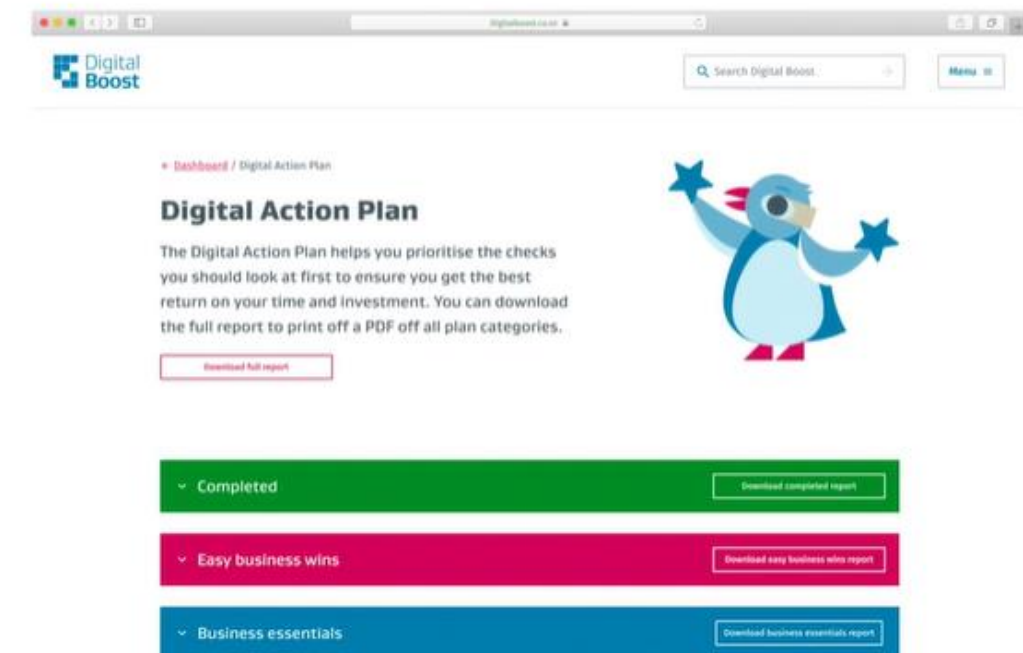 Digital
Boost
Search Digital Boost
Menu
Dashboard / Digital Action Plan
Digital Action Plan
The Digital Action Plan helps you prioritise the checks
you should look at first to ensure you get the best
return on your time and investment. You can download
the full report to print off a PDF off all plan categories.
Download full report
Completed
Download completed report
Easy business wins
Download easy business wins report
Business essentials
Download business essentials report